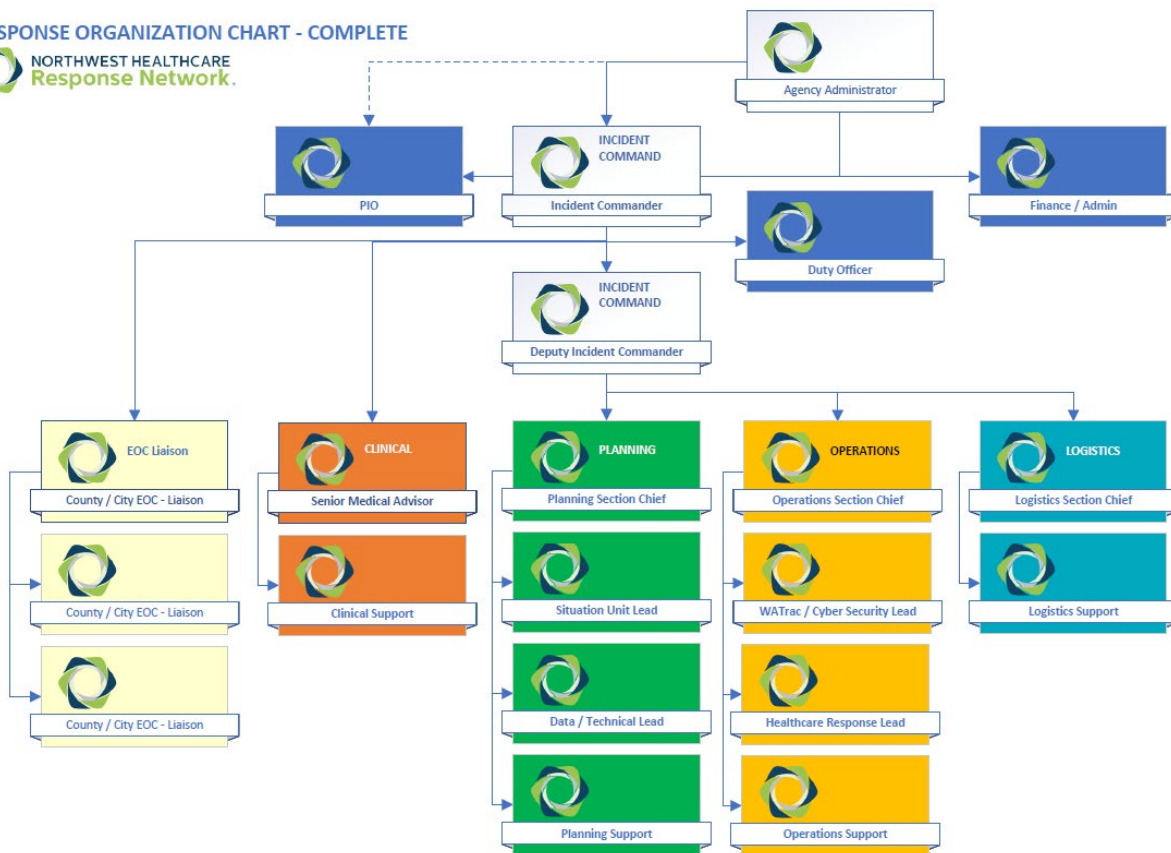 SPONSE ORGANIZATION CHART - COMPLETE
NORTHWEST HEALTHCARE
Response Network.
Agency Administrator
INCIDENT
COMMAND
PIO
Incident Commander
Finance / Admin
Duty Officer
INCIDENT
COMMAND
Deputy Incident Commander
EOC Liaison
CLINICAL
PLANNING
OPERATIONS
LOGISTICS
County / City EOC - Liaison
Senior Medical Advisor
Planning Section Chief
Operations Section Chief
Logistics Section Chief
County / City EOC - Liaison
Clinical Support
Situation Unit Lead
WATrac / Cyber Security Lead
Logistics Support
County / City EOC - Liaison
Data / Technical Lead
Healthcare Response Lead
Planning Support
Operations Support